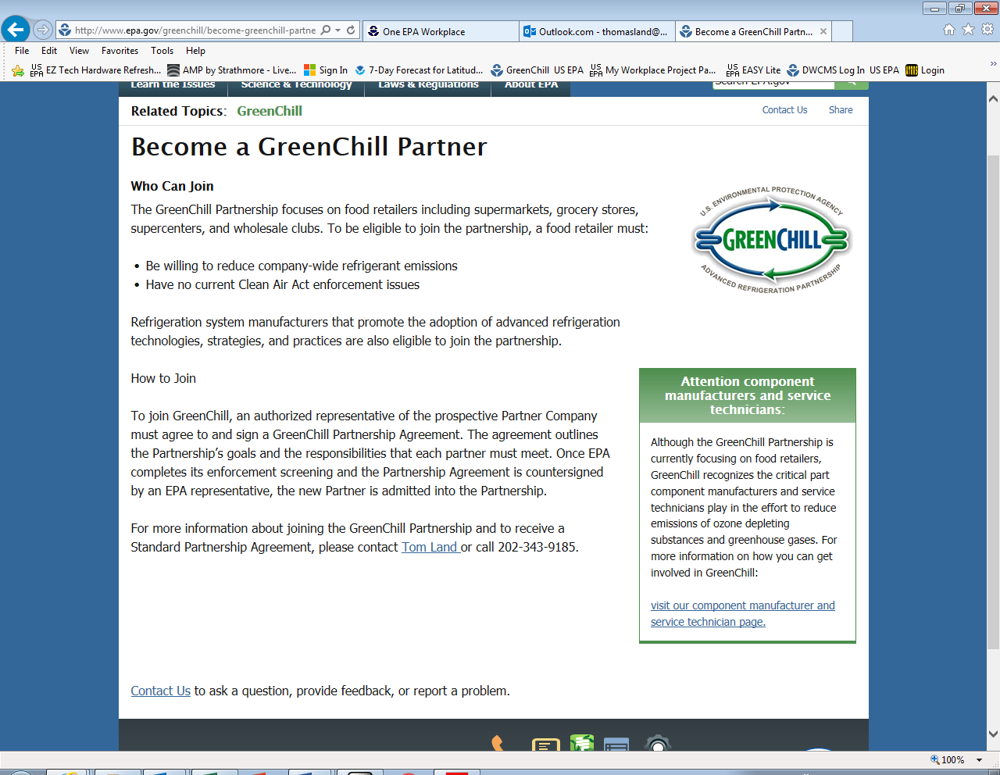 http://www.epa.gov/greenchill/become-greenchill-partne
One EPA Workplace
Outlook.com - thomasland@...
Become a GreenChill Partn...
File Edit View Favorites Tools Help
US EPA EZ Tech Hardware Refresh...
AMP by Strathmore - Live...
Sign In
7-Day Forecast for Latitud...
GreenChill US EPA
US EPA My Workplace Project Pa...
US EPA EASY Lite
DWCMS Log In US EPA
Login
Learn the Issues Science & Technology Laws & Regulations About EPA
Search EPA.gov
Related Topics: GreenChill
Contact Us Share
Become a GreenChill Partner
Who Can Join
The GreenChill Partnership focuses on food retailers including supermarkets, grocery stores,
supercenters, and wholesale clubs. To be eligible to join the partnership, a food retailer must:
• Be willing to reduce company-wide refrigerant emissions
• Have no current Clean Air Act enforcement issues
U.S. ENVIRONMENTAL PROTECTION AGENCY
GREENCHILL
ADVANCED REFRIGERATION PARTNERSHIP
Refrigeration system manufacturers that promote the adoption of advanced refrigeration
technologies, strategies, and practices are also eligible to join the partnership.
How to Join
To join GreenChill, an authorized representative of the prospective Partner Company
must agree to and sign a GreenChill Partnership Agreement. The agreement outlines
the Partnership’s goals and the responsibilities that each partner must meet. Once EPA
completes its enforcement screening and the Partnership Agreement is countersigned
by an EPA representative, the new Partner is admitted into the Partnership.
For more information about joining the GreenChill Partnership and to receive a
Standard Partnership Agreement, please contact Tom Land or call 202-343-9185.
Attention component
manufacturers and service
technicians:
Although the GreenChill Partnership is
currently focusing on food retailers,
GreenChill recognizes the critical part
component manufacturers and service
technicians play in the effort to reduce
emissions of ozone depleting
substances and greenhouse gases. For
more information on how you can get
involved in GreenChill:
visit our component manufacturer and
service technician page.
Contact Us to ask a question, provide feedback, or report a problem.
100%